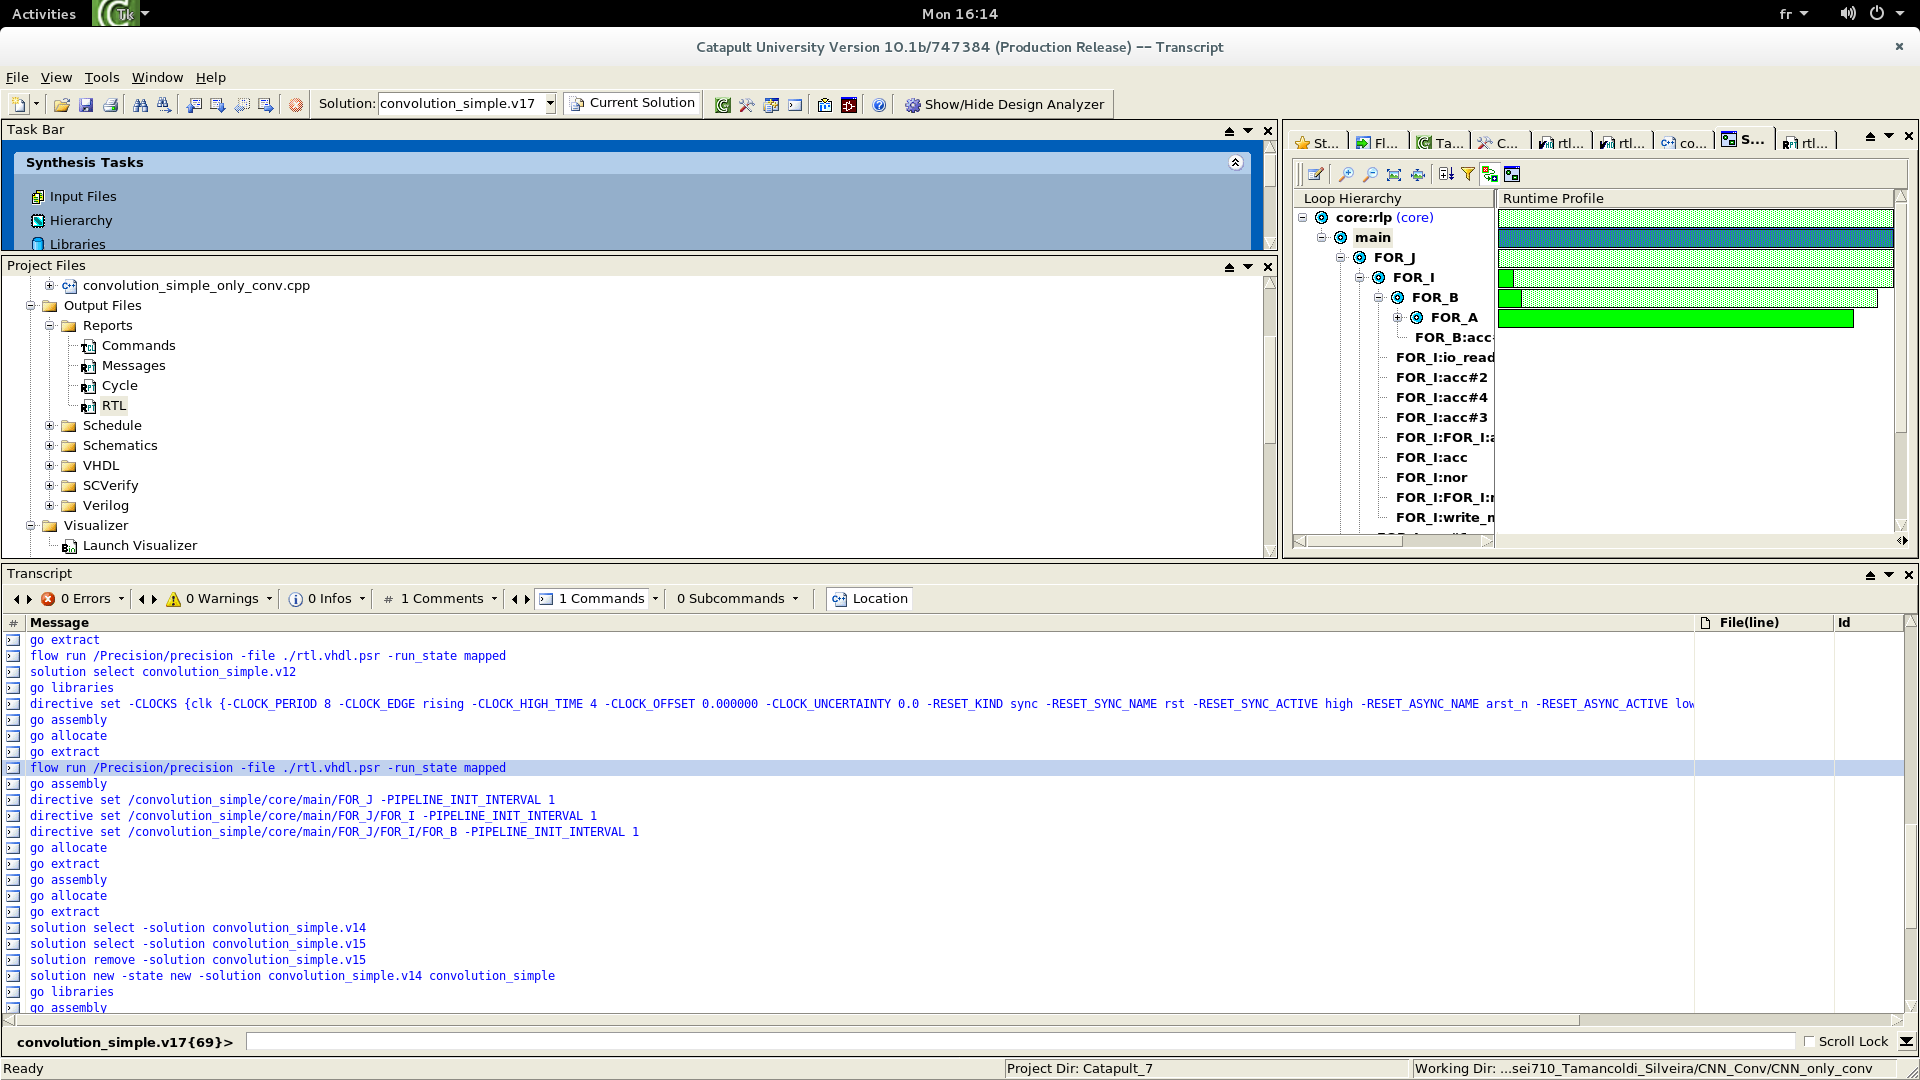 Activities
Tk
Mon 16:14
fr
Catapult University Version 10.1b/747384 (Production Release) -- Transcript
File View Tools Window Help
Solution: convolution_simple.v17 Current Solution Show/Hide Design Analyzer
Task Bar
Synthesis Tasks
Input Files
Hierarchy
Libraries
Project Files
convolution_simple_only_conv.cpp
Output Files
Reports
Commands
Messages
Cycle
RTL
Schedule
Schematics
VHDL
SCVerify
Verilog
Visualizer
Launch Visualizer
St... Fl... Ta... C... rtl... rtl... co... S... rtl...
Loop Hierarchy Runtime Profile
core:rlp (core)
main
FOR_J
FOR_I
FOR_B
FOR_A
FOR_B:acc
FOR_I:io_read
FOR_I:acc#2
FOR_I:acc#4
FOR_I:acc#3
FOR_I:FOR_I:a
FOR_I:acc
FOR_I:nor
FOR_I:FOR_I:r
FOR_I:write_n
Transcript
0 Errors 0 Warnings 0 Infos # 1 Comments 1 Commands 0 Subcommands Location
# Message File(line) Id
go extract
flow run /Precision/precision -file ./rtl.vhdl.psr -run_state mapped
solution select convolution_simple.v12
go libraries
directive set -CLOCKS {clk {-CLOCK_PERIOD 8 -CLOCK_EDGE rising -CLOCK_HIGH_TIME 4 -CLOCK_OFFSET 0.000000 -CLOCK_UNCERTAINTY 0.0 -RESET_KIND sync -RESET_SYNC_NAME rst -RESET_SYNC_ACTIVE high -RESET_ASYNC_NAME arst_n -RESET_ASYNC_ACTIVE low
go assembly
go allocate
go extract
flow run /Precision/precision -file ./rtl.vhdl.psr -run_state mapped
go assembly
directive set /convolution_simple/core/main/FOR_J -PIPELINE_INIT_INTERVAL 1
directive set /convolution_simple/core/main/FOR_J/FOR_I -PIPELINE_INIT_INTERVAL 1
directive set /convolution_simple/core/main/FOR_J/FOR_I/FOR_B -PIPELINE_INIT_INTERVAL 1
go allocate
go extract
go assembly
go allocate
go extract
solution select -solution convolution_simple.v14
solution select -solution convolution_simple.v15
solution remove -solution convolution_simple.v15
solution new -state new -solution convolution_simple.v14 convolution_simple
go libraries
go assembly
convolution_simple.v17{69}> Scroll Lock
Ready Project Dir: Catapult_7 Working Dir: ...sei710_Tamancoldi_Silveira/CNN_Conv/CNN_only_conv